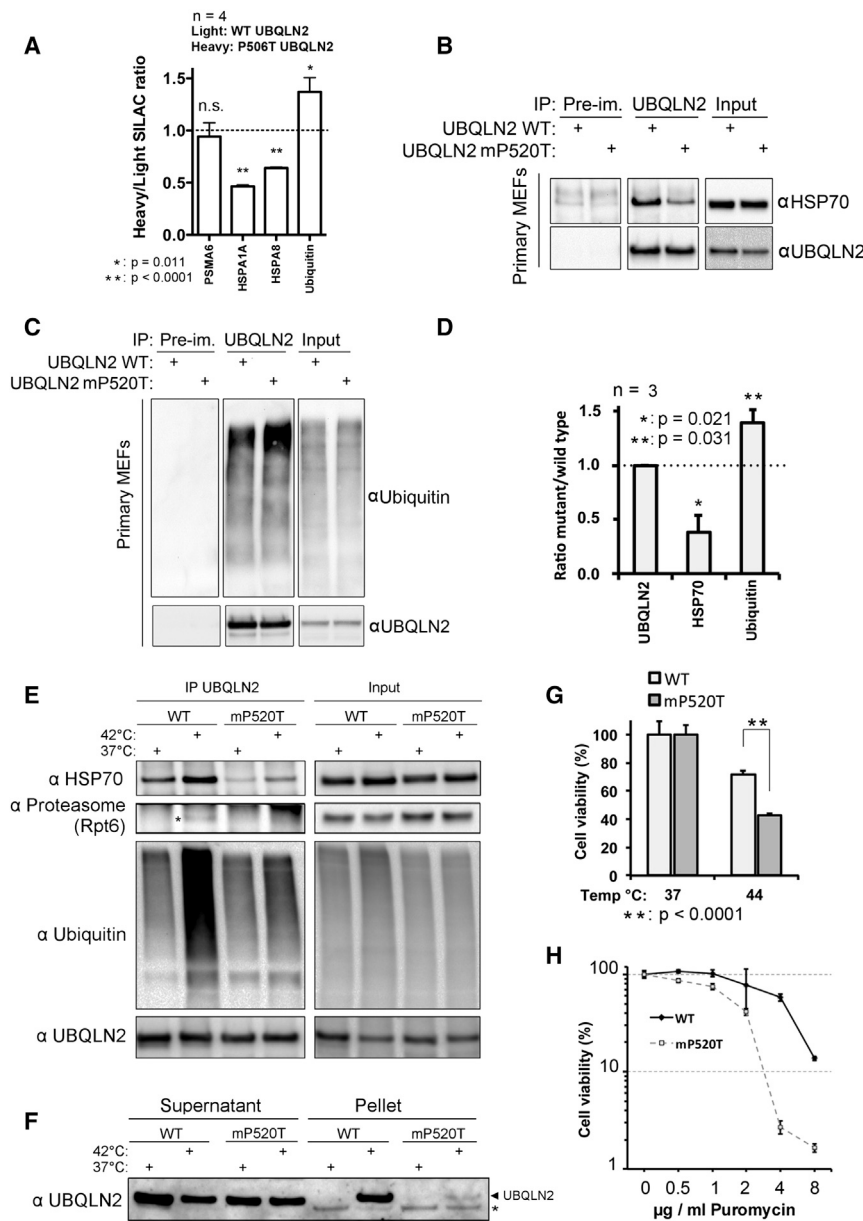 A
n = 4
Light: WT UBQLN2
Heavy: P506T UBQLN2
Heavy/Light SILAC ratio
1.5
1.0
0.5
0.0
n.s.
**
**
*
PSMA6
HSPA1A
HSPA8
Ubiquitin
*: p = 0.011
**: p < 0.0001
B
IP: Pre-im. UBQLN2 Input
UBQLN2 WT: + + +
UBQLN2 mP520T: + + +
Primary MEFs
αHSP70
αUBQLN2
C
IP: Pre-im. UBQLN2 Input
UBQLN2 WT: + + +
UBQLN2 mP520T: + + +
Primary MEFs
αUbiquitin
αUBQLN2
D
n = 3
*: p = 0.021
**: p = 0.031
**
*
Ratio mutant/wild type
1.5
1.0
0.5
0.0
UBQLN2
HSP70
Ubiquitin
E
IP UBQLN2 Input
WT mP520T WT mP520T
42°C: + + + +
37°C: + + + +
α HSP70
α Proteasome
(Rpt6)
*
α Ubiquitin
α UBQLN2
F
Supernatant Pellet
WT mP520T WT mP520T
42°C: + + + +
37°C: + + + +
α UBQLN2
◄ UBQLN2
*
G
WT
mP520T
Cell viability (%)
120
100
80
60
40
20
0
**
Temp °C: 37 44
**: p < 0.0001
H
Cell viability (%)
100
10
1
WT
mP520T
0 0.5 1 2 4 8
µg / ml Puromycin